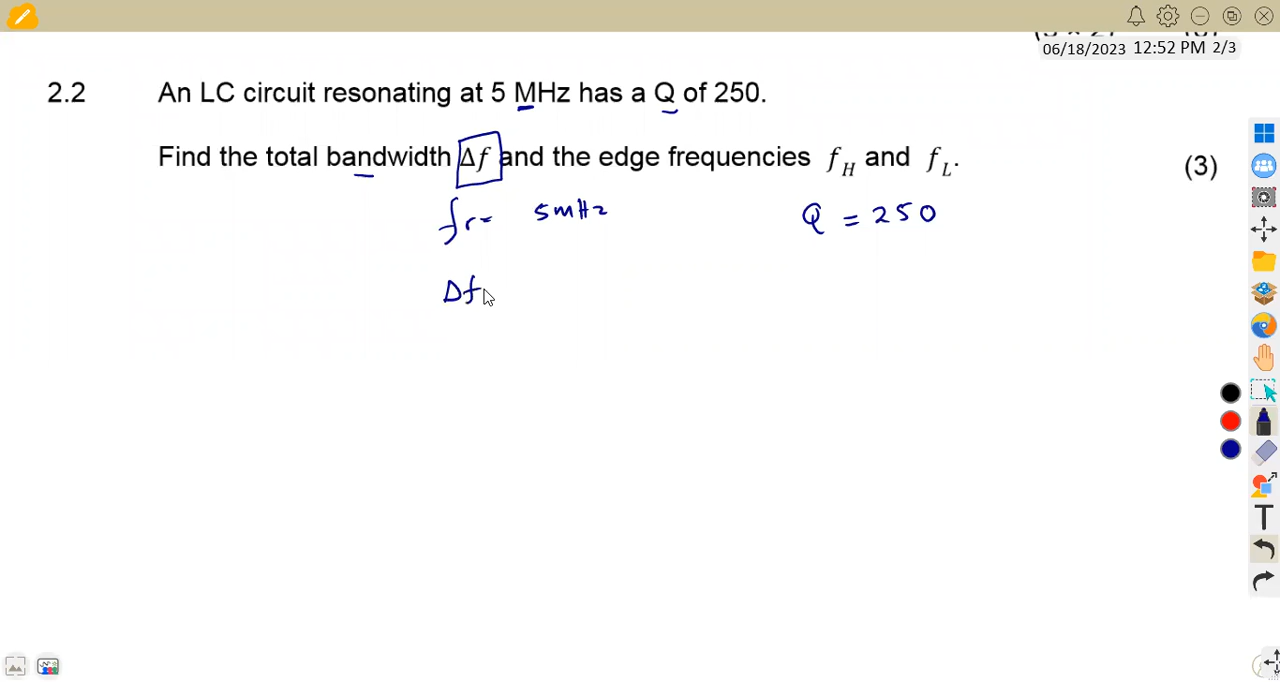 06/18/2023 12:52 PM 2/3
2.2 An LC circuit resonating at 5 MHz has a Q of 250.
Find the total bandwidth Δf and the edge frequencies f_H and f_L. (3)
fr = 5mHz Q = 250
Δf
T